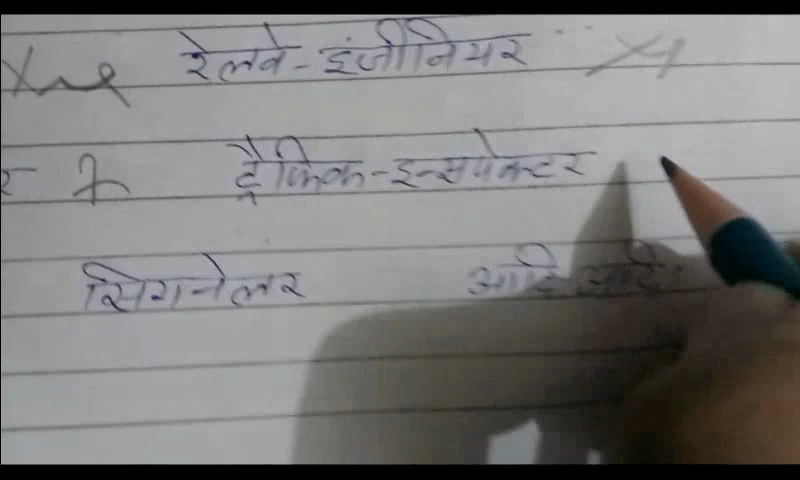 रेलवे-इंजीनियर
र ट्रैफिक-इन्सपेक्टर
सिगनेलर आदि आदि।